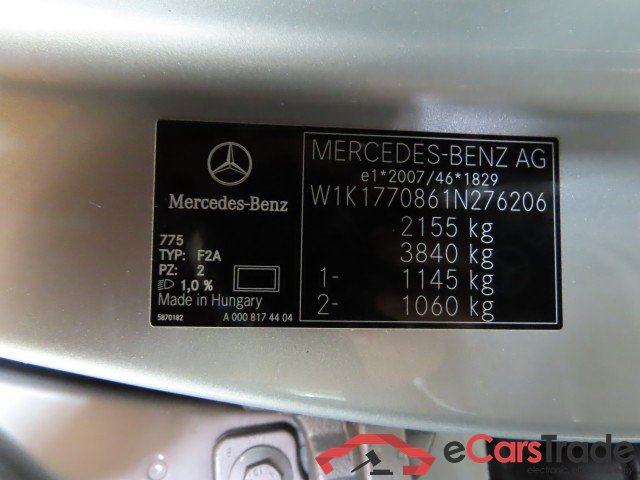 Mercedes-Benz
775
TYP: F2A
PZ: 2
1,0 %
Made in Hungary
5870182 A 000 817 44 04
MERCEDES-BENZ AG
e1*2007/46*1829
W1K1770861N276206
2155 kg
3840 kg
1- 1145 kg
2- 1060 kg
eCarsTrade